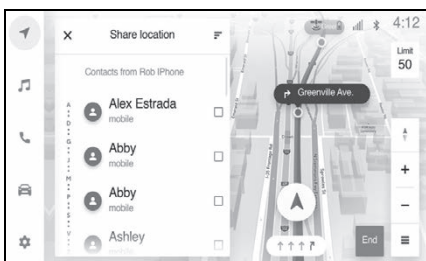 4:12
Share location
Limit
50
Contacts from Rob IPhone
Greenville Ave.
Alex Estrada
mobile
Abby
mobile
Abby
mobile
Ashley
mobile
A
D
G
J
M
P
S
V
End